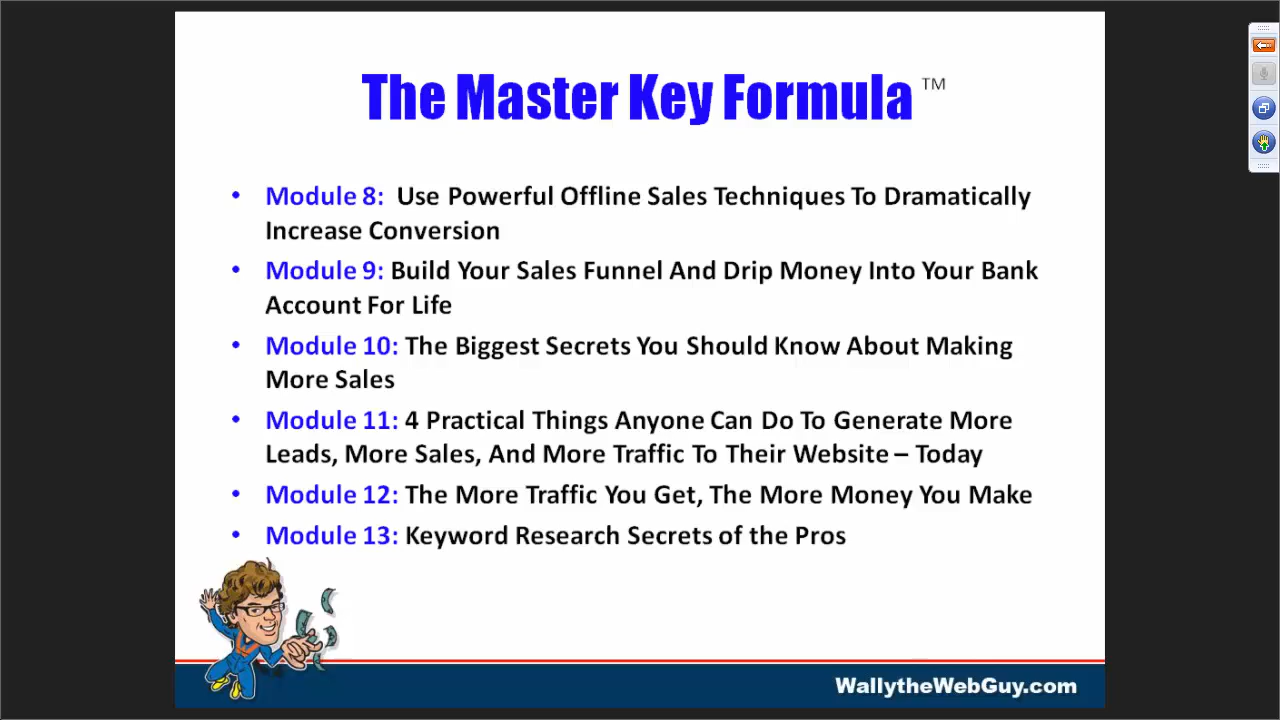 The Master Key Formula ™
• Module 8: Use Powerful Offline Sales Techniques To Dramatically
Increase Conversion
• Module 9: Build Your Sales Funnel And Drip Money Into Your Bank
Account For Life
• Module 10: The Biggest Secrets You Should Know About Making
More Sales
• Module 11: 4 Practical Things Anyone Can Do To Generate More
Leads, More Sales, And More Traffic To Their Website – Today
• Module 12: The More Traffic You Get, The More Money You Make
• Module 13: Keyword Research Secrets of the Pros
WallytheWebGuy.com